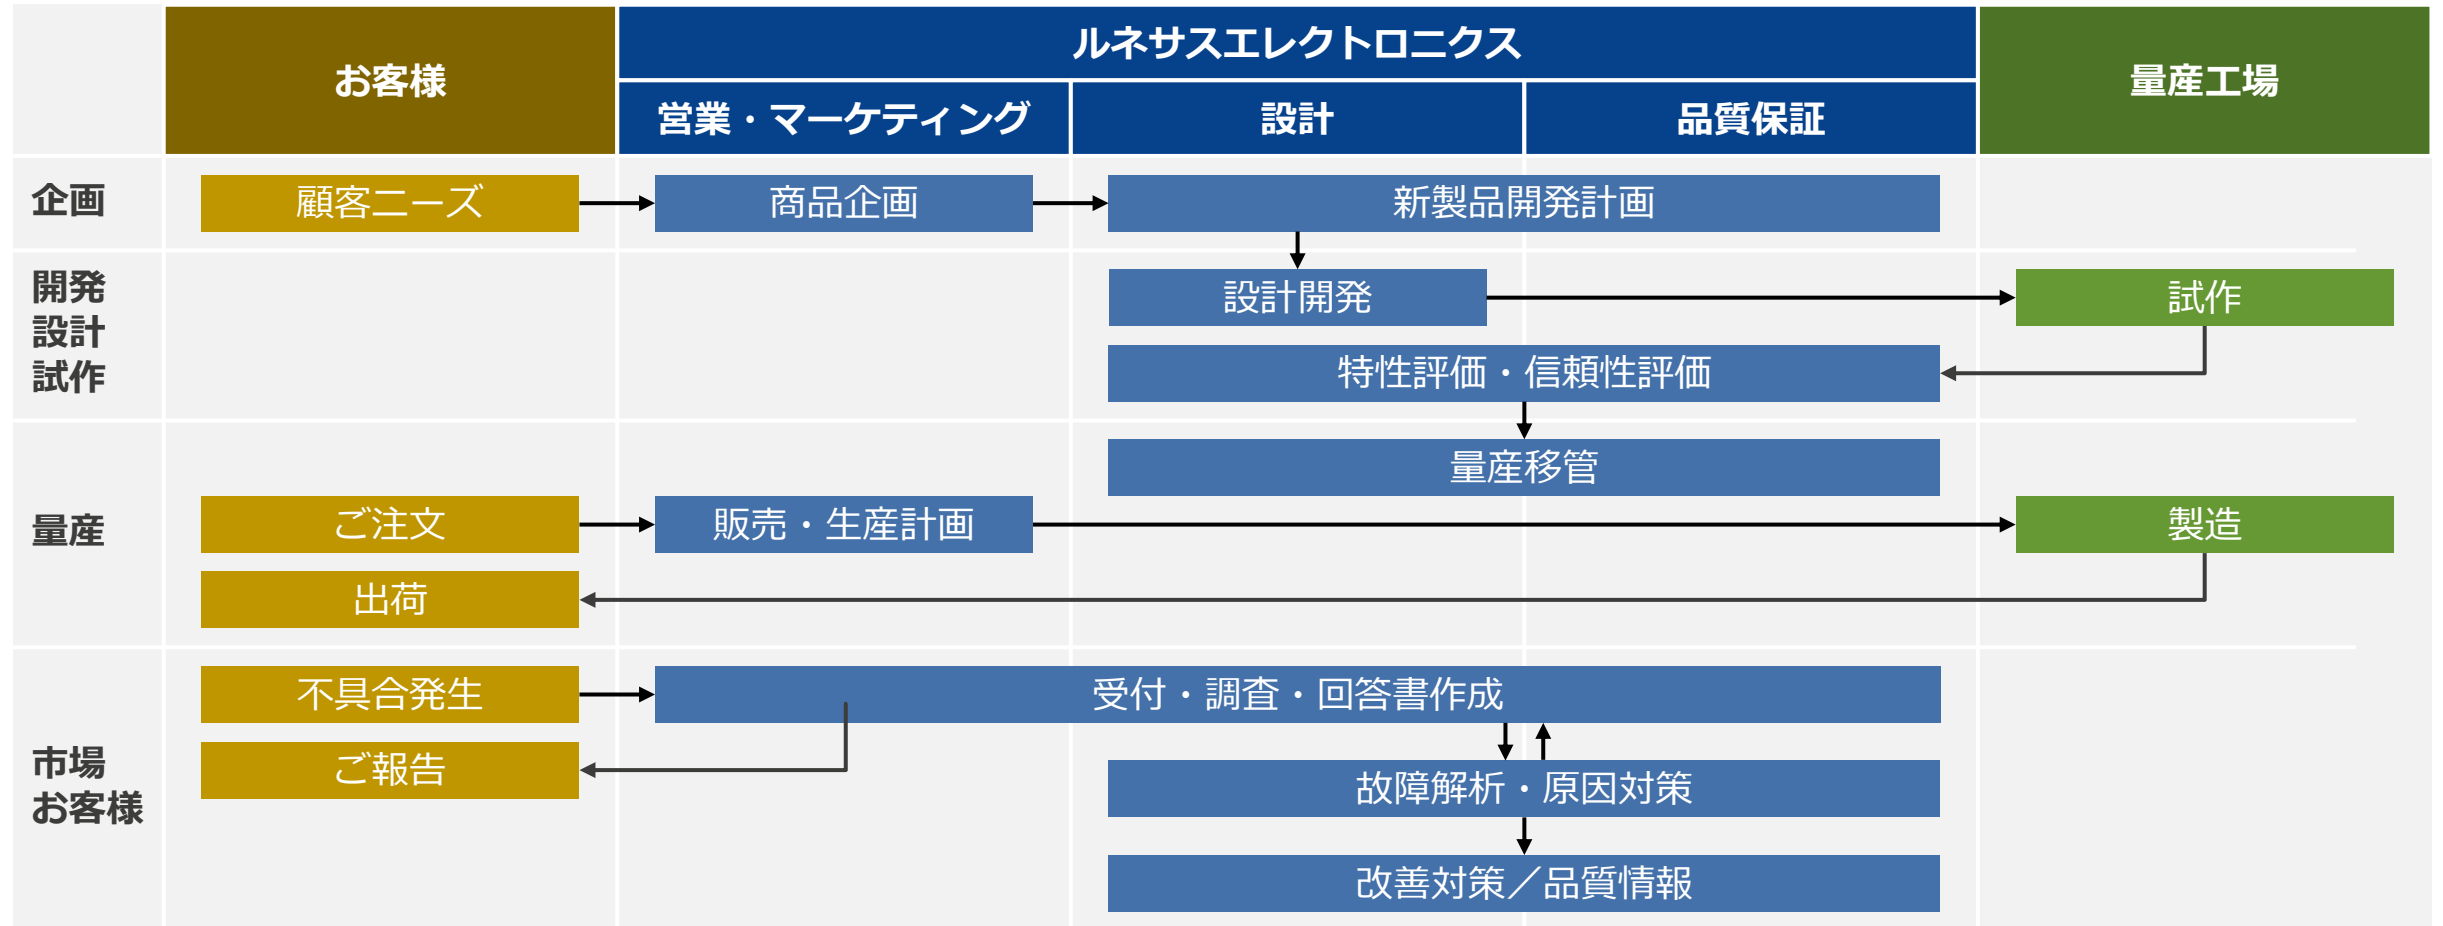 お客様
ルネサスエレクトロニクス
量産工場
営業・マーケティング
設計
品質保証
企画
顧客ニーズ
商品企画
新製品開発計画
開発
設計
試作
設計開発
試作
特性評価・信頼性評価
量産
量産移管
ご注文
販売・生産計画
製造
出荷
市場
お客様
不具合発生
受付・調査・回答書作成
ご報告
故障解析・原因対策
改善対策／品質情報